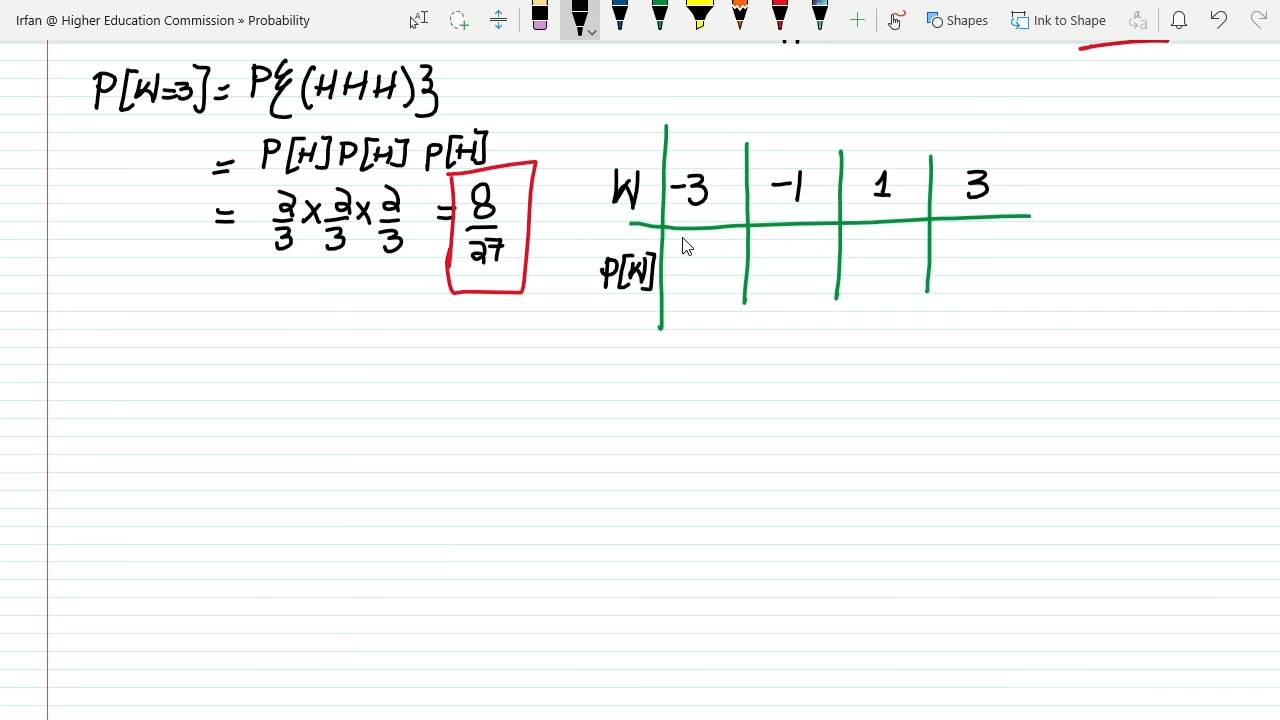 Irfan @ Higher Education Commission » Probability
Shapes
Ink to Shape
P[W=3] = P{(HHH)}
= P[H] P[H] P[H]
= 2/3 × 2/3 × 2/3 = 8/27
W -3 -1 1 3
P[W]